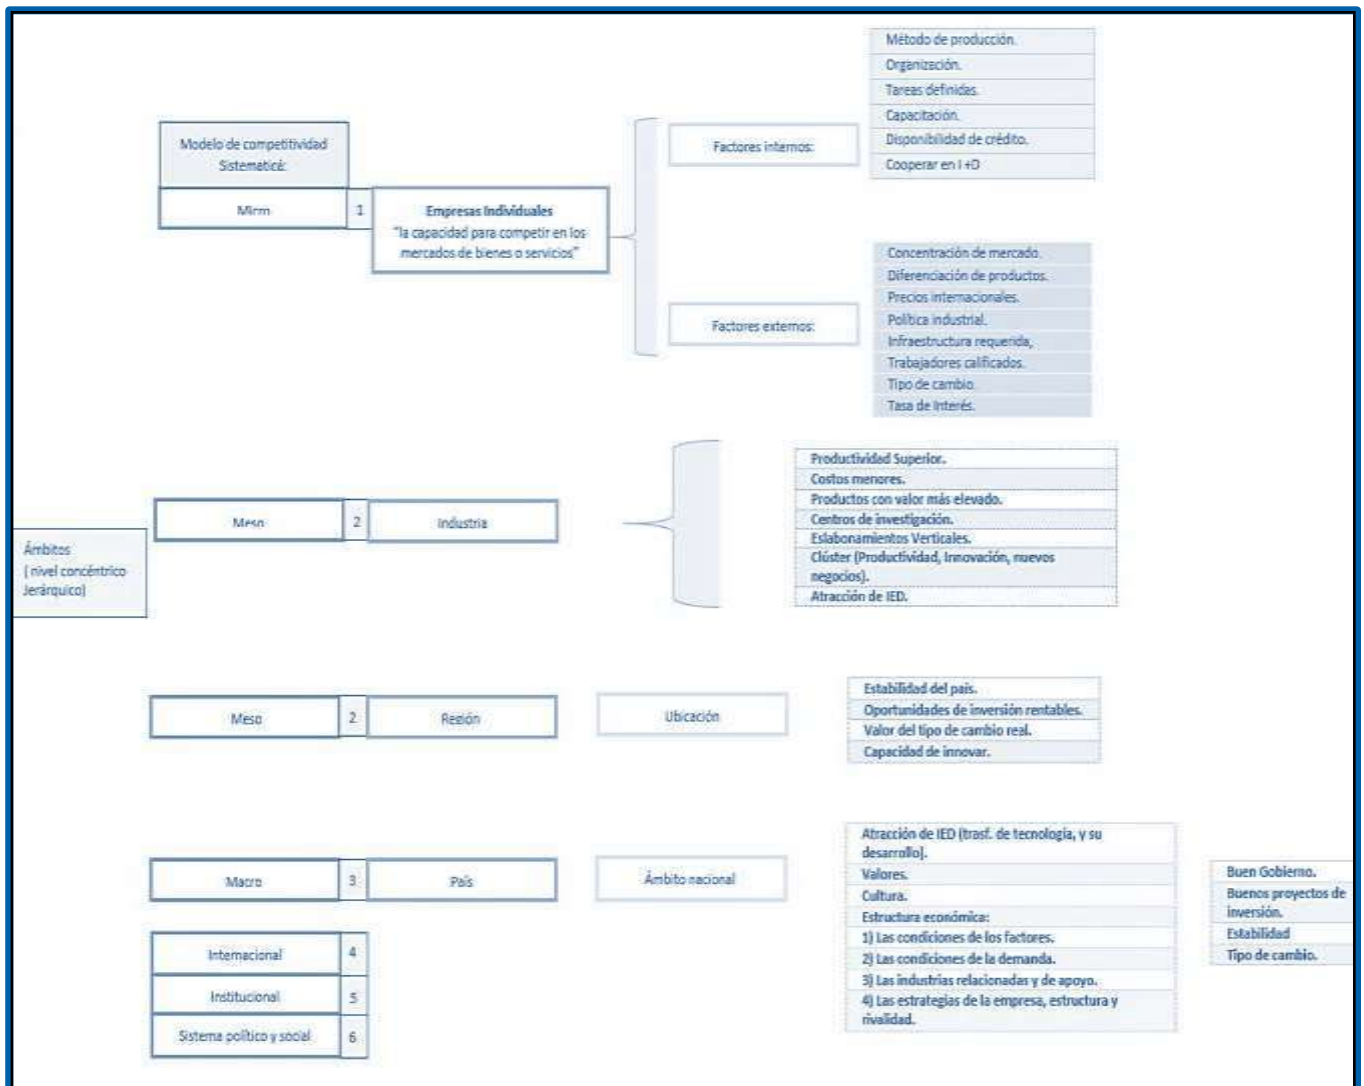 Modelo de competitividad
Sistematicé:
Micro
1
Empresas Individuales
"la capacidad para competir en los
mercados de bienes o servicios"
Factores internos:
Método de producción.
Organización.
Tareas definidas.
Capacitación.
Disponibilidad de crédito.
Cooperar en I +D
Factores externos:
Concentración de mercado.
Diferenciación de productos.
Precios internacionales.
Política industrial.
Infraestructura requerida,
Trabajadores calificados.
Tipo de cambio.
Tasa de Interés.
Ámbitos
( nivel concéntrico
Jerárquico)
Meso
2
Industria
Productividad Superior.
Costos menores.
Productos con valor más elevado.
Centros de investigación.
Eslabonamientos Verticales.
Clúster (Productividad, Innovación, nuevos
negocios).
Atracción de IED.
Meso
2
Región
Ubicación
Estabilidad del país.
Oportunidades de inversión rentables.
Valor del tipo de cambio real.
Capacidad de innovar.
Macro
3
País
Ámbito nacional
Atracción de IED (trasf. de tecnología, y su
desarrollo).
Valores.
Cultura.
Estructura económica:
1) Las condiciones de los factores.
2) Las condiciones de la demanda.
3) Las industrias relacionadas y de apoyo.
4) Las estrategias de la empresa, estructura y
rivalidad.
Buen Gobierno.
Buenos proyectos de
inversión.
Estabilidad
Tipo de cambio.
Internacional
4
Institucional
5
Sistema político y social
6